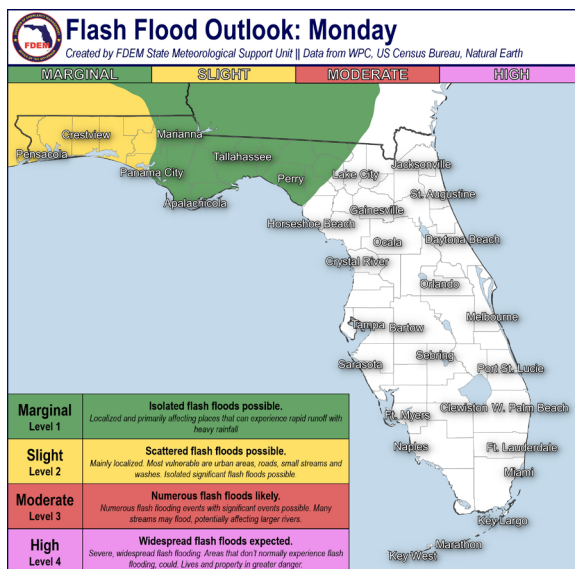 Flash Flood Outlook: Monday
FDEM
Created by FDEM State Meteorological Support Unit || Data from WPC, US Census Bureau, Natural Earth
MARGINAL SLIGHT MODERATE HIGH
Crestview
Marianna
Pensacola
Tallahassee
Panama City
Perry
Lake City
Jacksonville
Apalachicola
St. Augustine
Gainesville
Horseshoe Beach
Ocala
Daytona Beach
Crystal River
Orlando
Melbourne
Tampa
Bartow
Sebring
Sarasota
Port St. Lucie
Ft. Myers
Clewiston
W. Palm Beach
Naples
Ft. Lauderdale
Miami
Key Largo
Marathon
Key West
Marginal
Level 1
Isolated flash floods possible.
Localized and primarily affecting places that can experience rapid runoff with
heavy rainfall
Slight
Level 2
Scattered flash floods possible.
Mainly localized. Most vulnerable are urban areas, roads, small streams and
washes. Isolated significant flash floods possible.
Moderate
Level 3
Numerous flash floods likely.
Numerous flash flooding events with significant events possible. Many
streams may flood, potentially affecting larger rivers.
High
Level 4
Widespread flash floods expected.
Severe, widespread flash flooding. Areas that don't normally experience flash
flooding, could. Lives and property in greater danger.